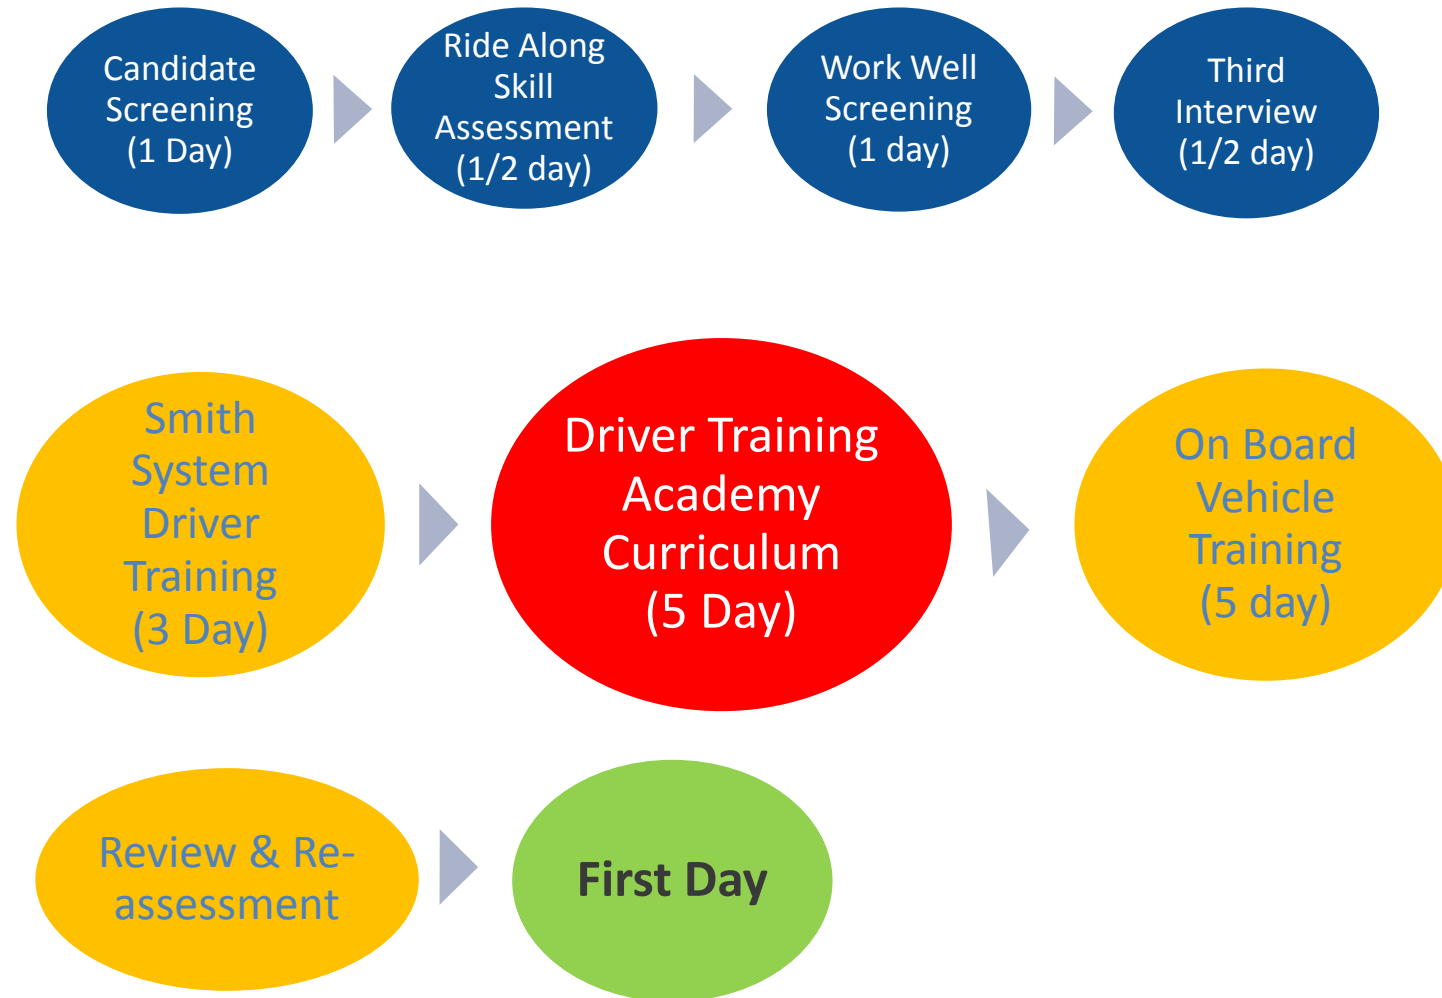 Candidate
Screening
(1 Day)
Ride Along
Skill
Assessment
(1/2 day)
Work Well
Screening
(1 day)
Third
Interview
(1/2 day)
Smith
System
Driver
Training
(3 Day)
Driver Training
Academy
Curriculum
(5 Day)
On Board
Vehicle
Training
(5 day)
Review & Re-
assessment
First Day